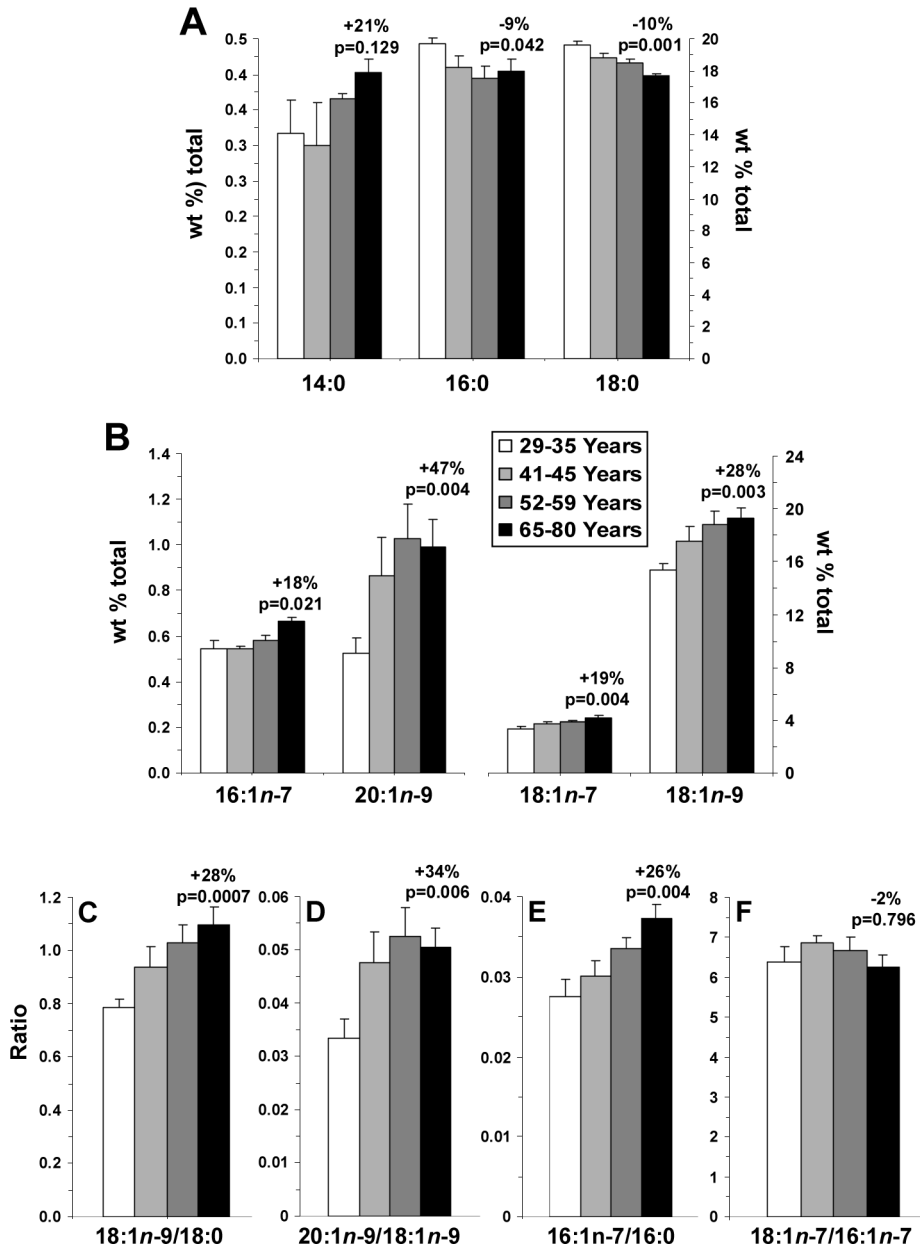 A
+21%
p=0.129
-9%
p=0.042
-10%
p=0.001
wt %) total
0.5
0.4
0.4
0.3
0.3
0.2
0.2
0.1
0.1
0.0
wt % total
20
18
16
14
12
10
8
6
4
2
0
14:0
16:0
18:0
B
29-35 Years
41-45 Years
52-59 Years
65-80 Years
+18%
p=0.021
+47%
p=0.004
+19%
p=0.004
+28%
p=0.003
wt % total
1.4
1.2
1.0
0.8
0.6
0.4
0.2
0.0
wt % total
24
20
16
12
8
4
0
16:1n-7
20:1n-9
18:1n-7
18:1n-9
C
+28%
p=0.0007
Ratio
1.2
1.0
0.8
0.6
0.4
0.2
0.0
18:1n-9/18:0
D
+34%
p=0.006
0.06
0.05
0.04
0.03
0.02
0.01
0
20:1n-9/18:1n-9
E
+26%
p=0.004
0.04
0.03
0.02
0.01
0
16:1n-7/16:0
F
-2%
p=0.796
8
7
6
5
4
3
2
1
0
18:1n-7/16:1n-7